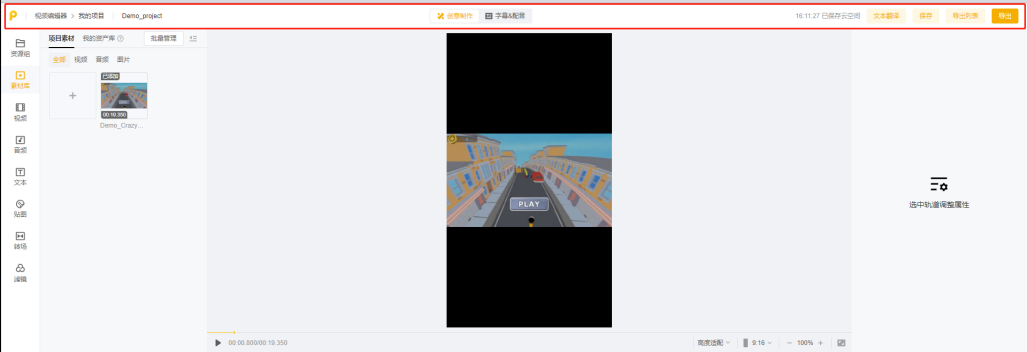 视频编辑器 > 我的项目 Demo_project 创意制作 字幕&配音 16:11:27 已保存云空间 文本翻译 保存 导出列表 导出
资源组
素材库
视频
音频
文本
贴图
转场
滤镜
项目素材 我的资产库 批量管理
全部 视频 音频 图片
已添加
00:19.350
Demo_Crazy...
PLAY
选中轨道调整属性
00:00.800/00:19.350 高度适配 9:16 100%